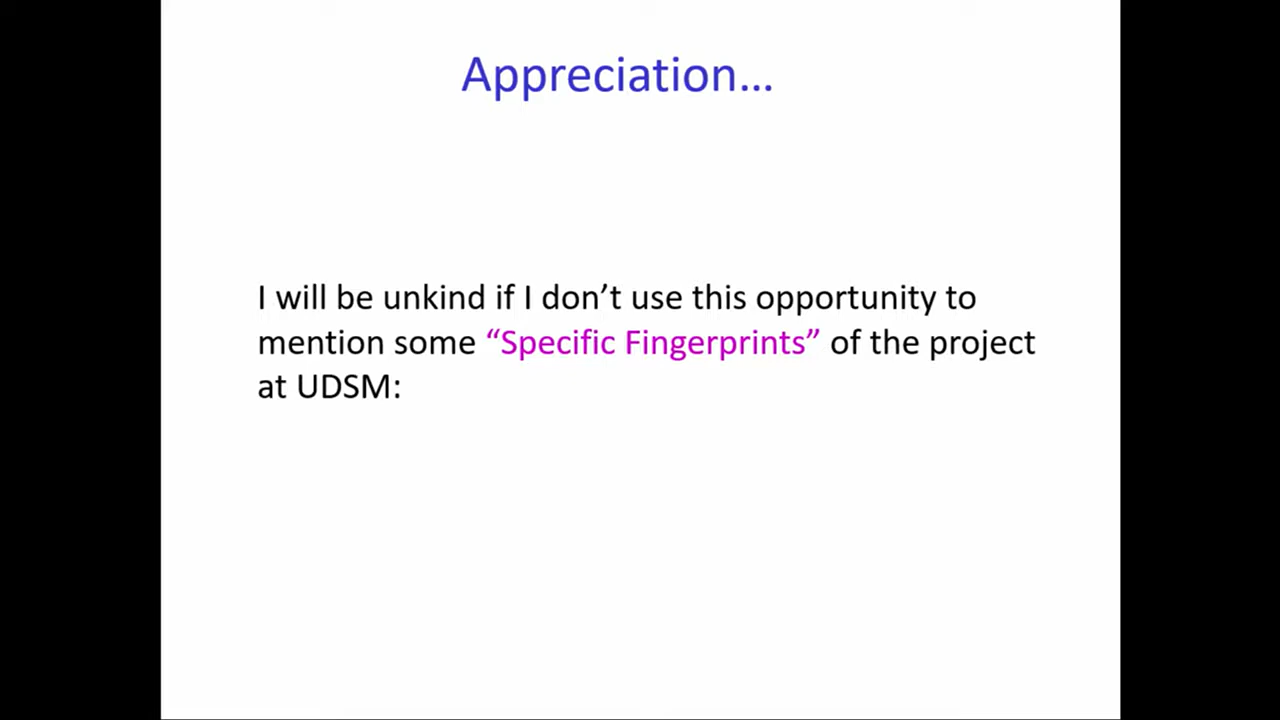 Appreciation...
I will be unkind if I don’t use this opportunity to
mention some “Specific Fingerprints” of the project
at UDSM: